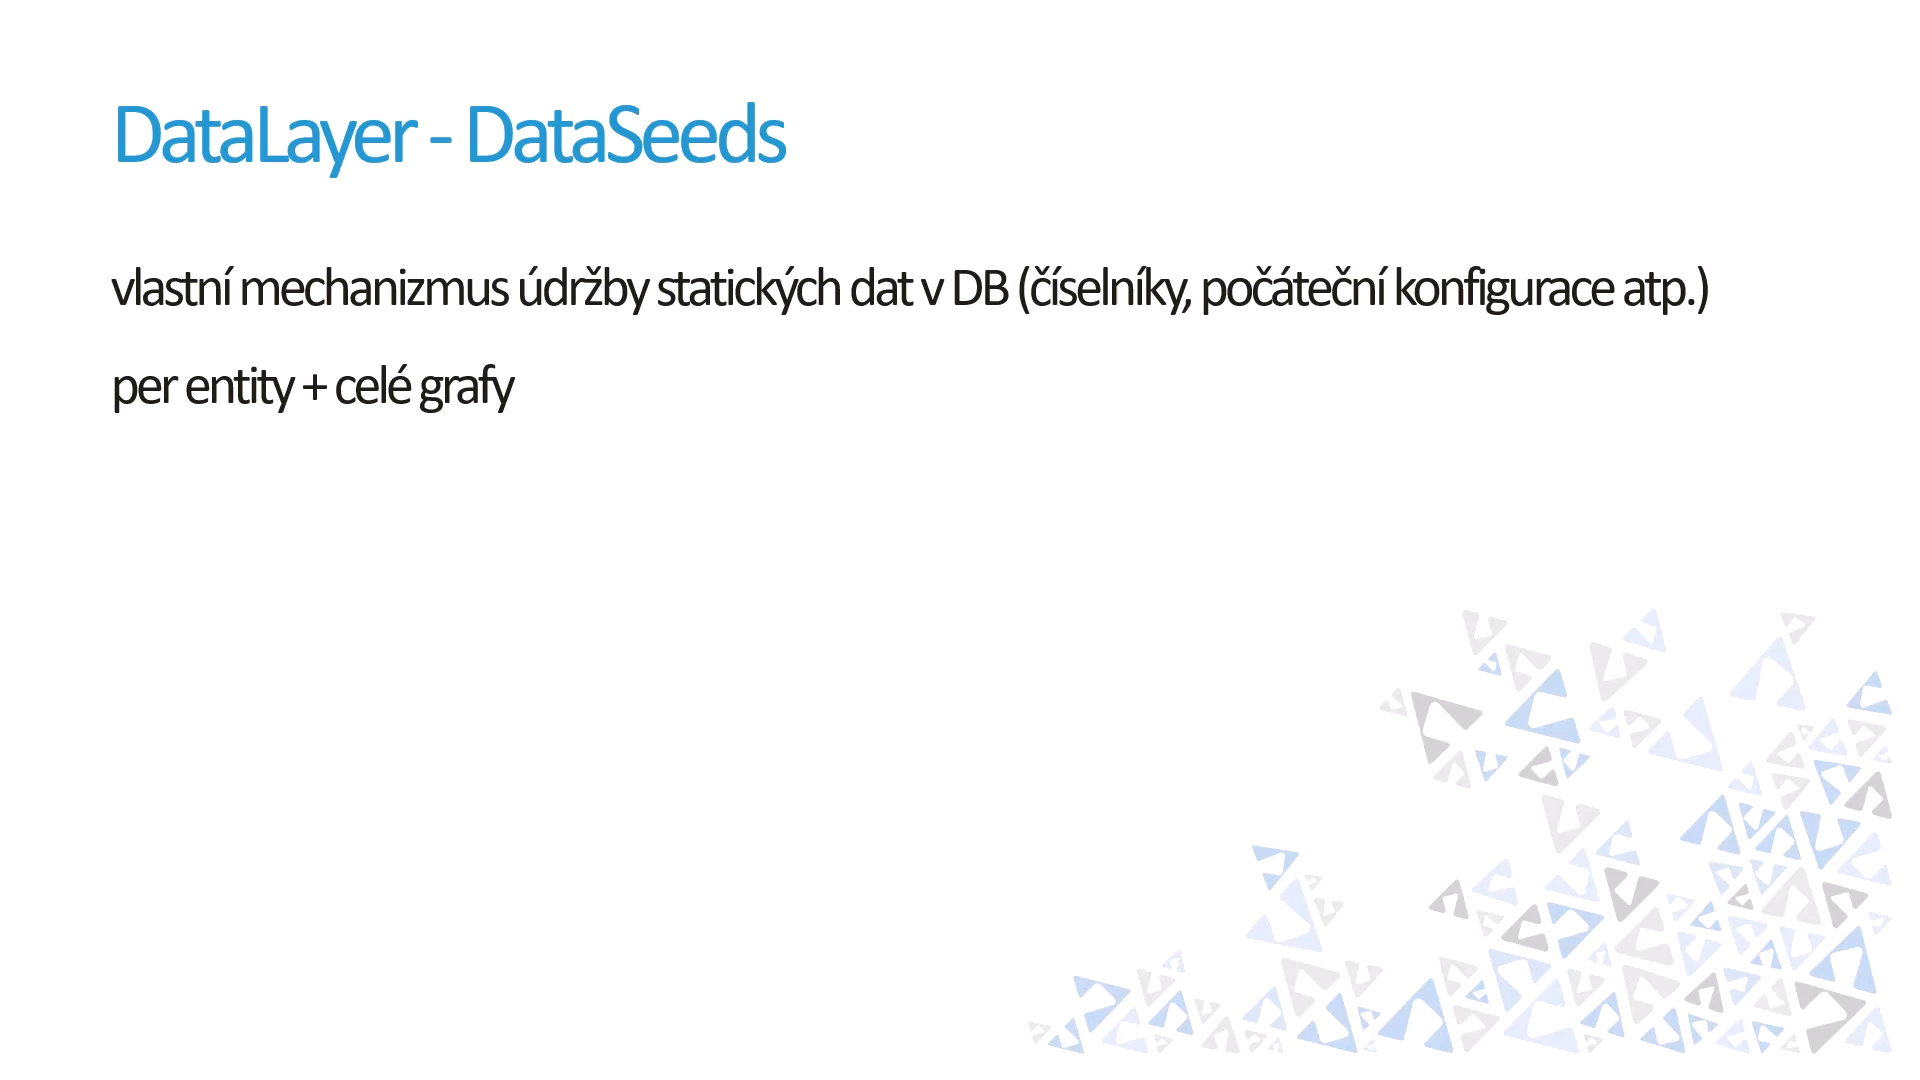 DataLayer - DataSeeds
vlastní mechanizmus údržby statických dat v DB (číselníky, počáteční konfigurace atp.)
per entity + celé grafy